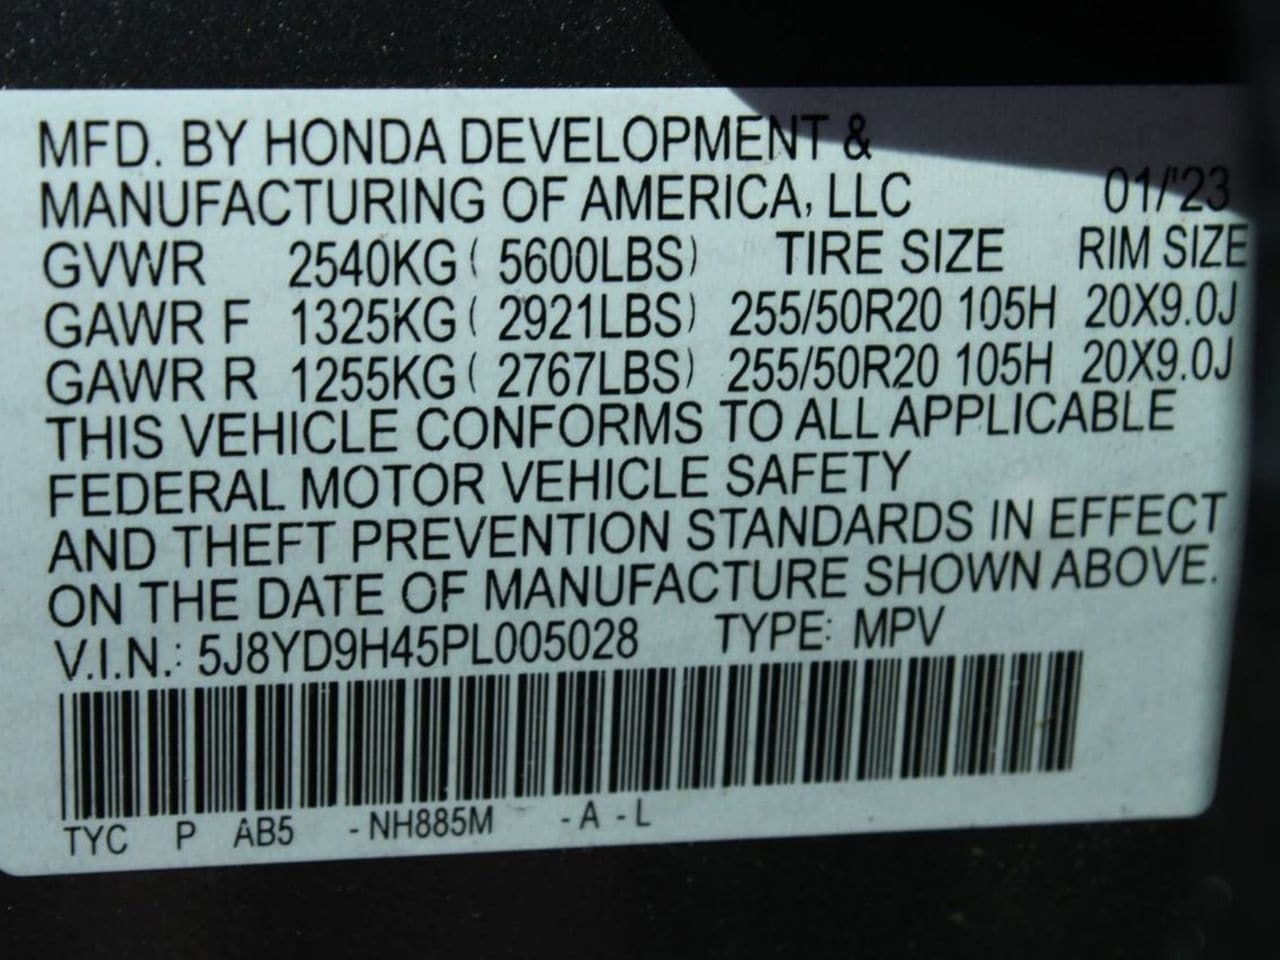 MFD. BY HONDA DEVELOPMENT &
MANUFACTURING OF AMERICA, LLC 01/'23
GVWR 2540KG ( 5600LBS) TIRE SIZE RIM SIZE
GAWR F 1325KG ( 2921LBS) 255/50R20 105H 20X9.0J
GAWR R 1255KG ( 2767LBS) 255/50R20 105H 20X9.0J
THIS VEHICLE CONFORMS TO ALL APPLICABLE
FEDERAL MOTOR VEHICLE SAFETY
AND THEFT PREVENTION STANDARDS IN EFFECT
ON THE DATE OF MANUFACTURE SHOWN ABOVE.
V.I.N.: 5J8YD9H45PL005028 TYPE: MPV
TYC P AB5 - NH885M - A - L